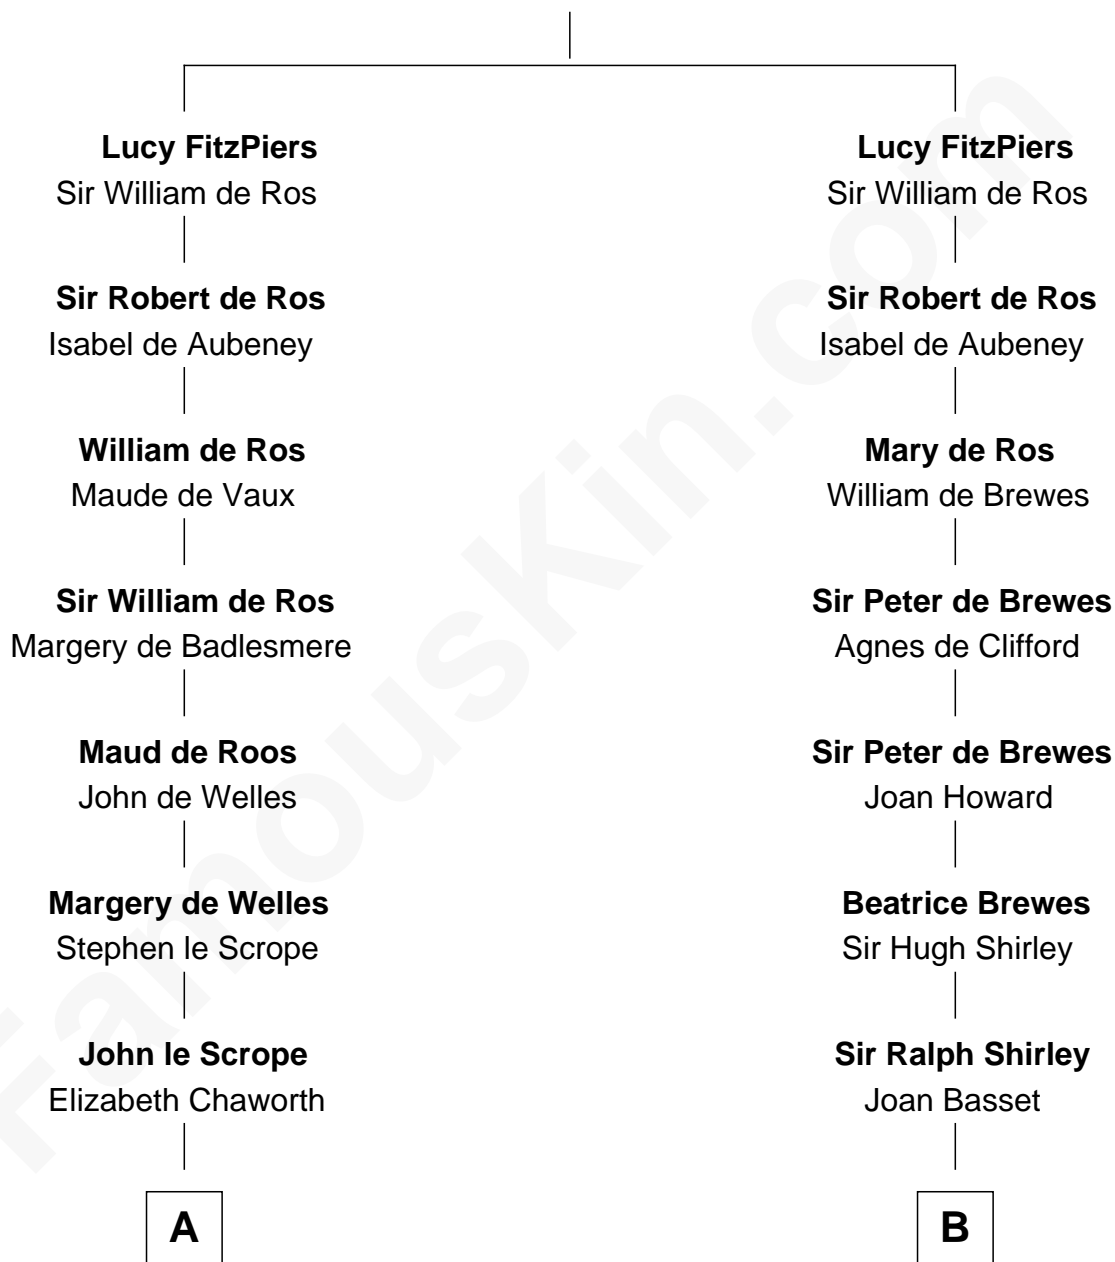 Lucy FitzPiers
Sir William de Ros
Sir Robert de Ros
Isabel de Aubeney
William de Ros
Maude de Vaux
Sir William de Ros
Margery de Badlesmere
Maud de Roos
John de Welles
Margery de Welles
Stephen le Scrope
John le Scrope
Elizabeth Chaworth
A
Lucy FitzPiers
Sir William de Ros
Sir Robert de Ros
Isabel de Aubeney
Mary de Ros
William de Brewes
Sir Peter de Brewes
Agnes de Clifford
Sir Peter de Brewes
Joan Howard
Beatrice Brewes
Sir Hugh Shirley
Sir Ralph Shirley
Joan Basset
B
FamousKin.com